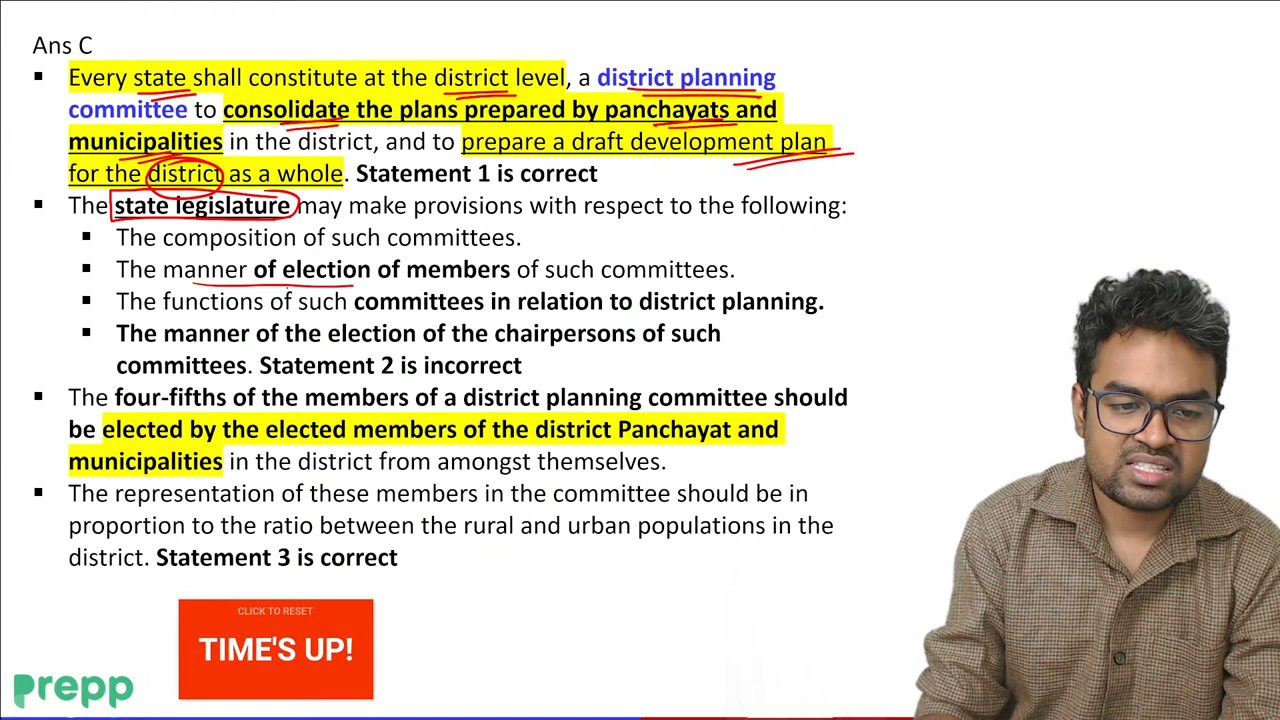 Ans C
▪ Every state shall constitute at the district level, a district planning
committee to consolidate the plans prepared by panchayats and
municipalities in the district, and to prepare a draft development plan
for the district as a whole. Statement 1 is correct
▪ The state legislature may make provisions with respect to the following:
▪ The composition of such committees.
▪ The manner of election of members of such committees.
▪ The functions of such committees in relation to district planning.
▪ The manner of the election of the chairpersons of such
committees. Statement 2 is incorrect
▪ The four-fifths of the members of a district planning committee should
be elected by the elected members of the district Panchayat and
municipalities in the district from amongst themselves.
▪ The representation of these members in the committee should be in
proportion to the ratio between the rural and urban populations in the
district. Statement 3 is correct
CLICK TO RESET
TIME'S UP!
prepp